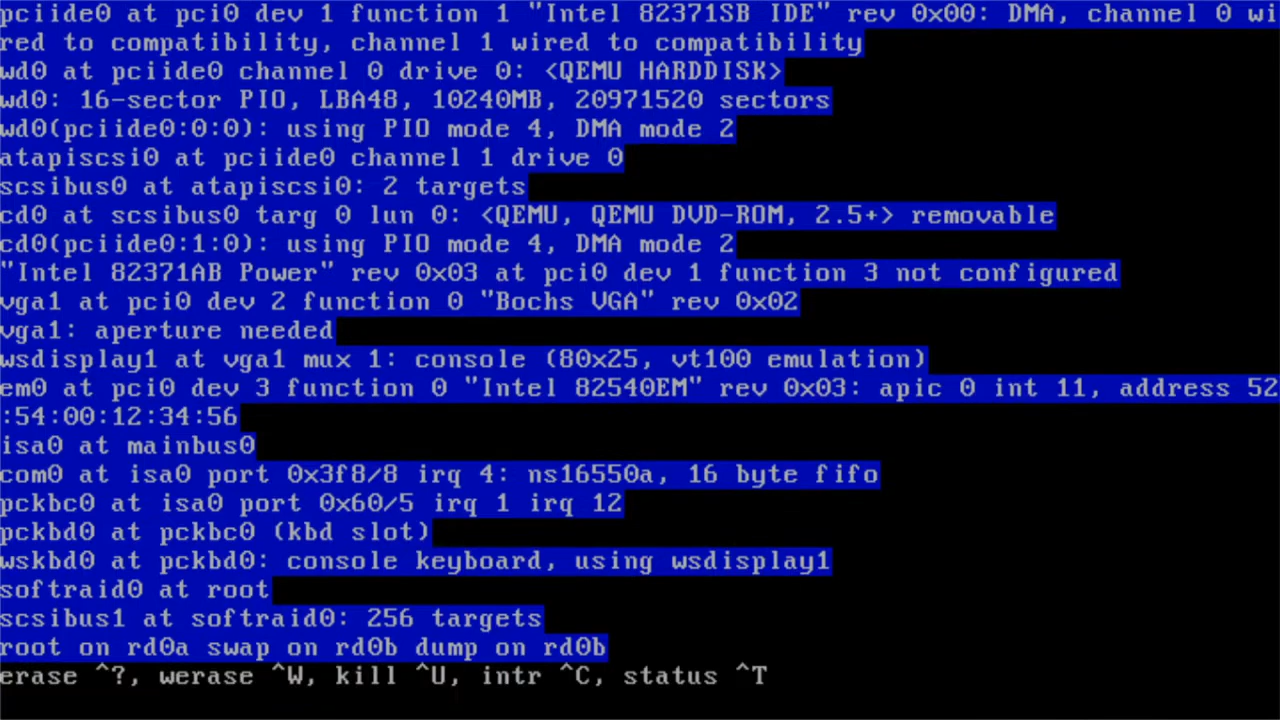 pciide0 at pci0 dev 1 function 1 "Intel 82371SB IDE" rev 0x00: DMA, channel 0 wi
red to compatibility, channel 1 wired to compatibility
wd0 at pciide0 channel 0 drive 0: <QEMU HARDDISK>
wd0: 16-sector PIO, LBA48, 10240MB, 20971520 sectors
wd0(pciide0:0:0): using PIO mode 4, DMA mode 2
atapiscsi0 at pciide0 channel 1 drive 0
scsibus0 at atapiscsi0: 2 targets
cd0 at scsibus0 targ 0 lun 0: <QEMU, QEMU DVD-ROM, 2.5+> removable
cd0(pciide0:1:0): using PIO mode 4, DMA mode 2
"Intel 82371AB Power" rev 0x03 at pci0 dev 1 function 3 not configured
vga1 at pci0 dev 2 function 0 "Bochs VGA" rev 0x02
vga1: aperture needed
wsdisplay1 at vga1 mux 1: console (80x25, vt100 emulation)
em0 at pci0 dev 3 function 0 "Intel 82540EM" rev 0x03: apic 0 int 11, address 52
:54:00:12:34:56
isa0 at mainbus0
com0 at isa0 port 0x3f8/8 irq 4: ns16550a, 16 byte fifo
pckbc0 at isa0 port 0x60/5 irq 1 irq 12
pckbd0 at pckbc0 (kbd slot)
wskbd0 at pckbd0: console keyboard, using wsdisplay1
softraid0 at root
scsibus1 at softraid0: 256 targets
root on rd0a swap on rd0b dump on rd0b
erase ^?, werase ^W, kill ^U, intr ^C, status ^T